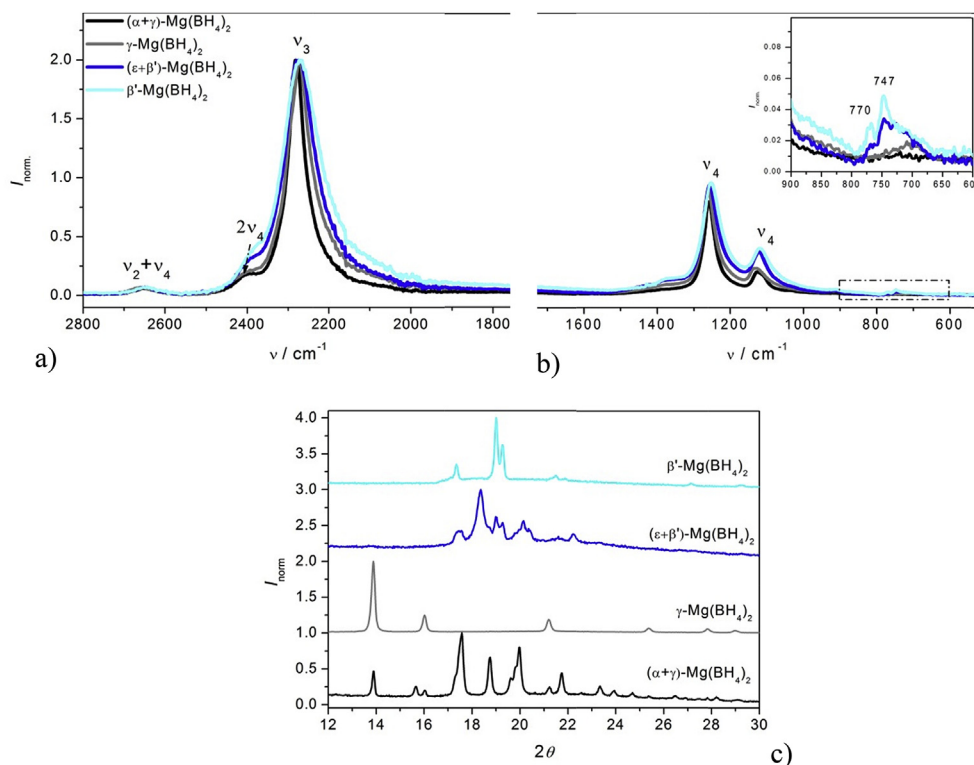 (α+γ)-Mg(BH₄)₂
γ-Mg(BH₄)₂
(ε+β')-Mg(BH₄)₂
β'-Mg(BH₄)₂
ν₃
2ν₄
ν₂+ν₄
I norm.
2.0
1.5
1.0
0.5
0.0
2800 2600 2400 2200 2000 1800
ν / cm⁻¹
a)
ν₄
ν₄
1600 1400 1200 1000 800 600
ν / cm⁻¹
b)
I norm.
0.10
0.08
0.06
0.04
0.02
0.00
770
747
900 850 800 750 700 650 600
I norm
4.0
3.5
3.0
2.5
2.0
1.5
1.0
0.5
0.0
β'-Mg(BH₄)₂
(ε+β')-Mg(BH₄)₂
γ-Mg(BH₄)₂
(α+γ)-Mg(BH₄)₂
12 14 16 18 20 22 24 26 28 30
2θ
c)